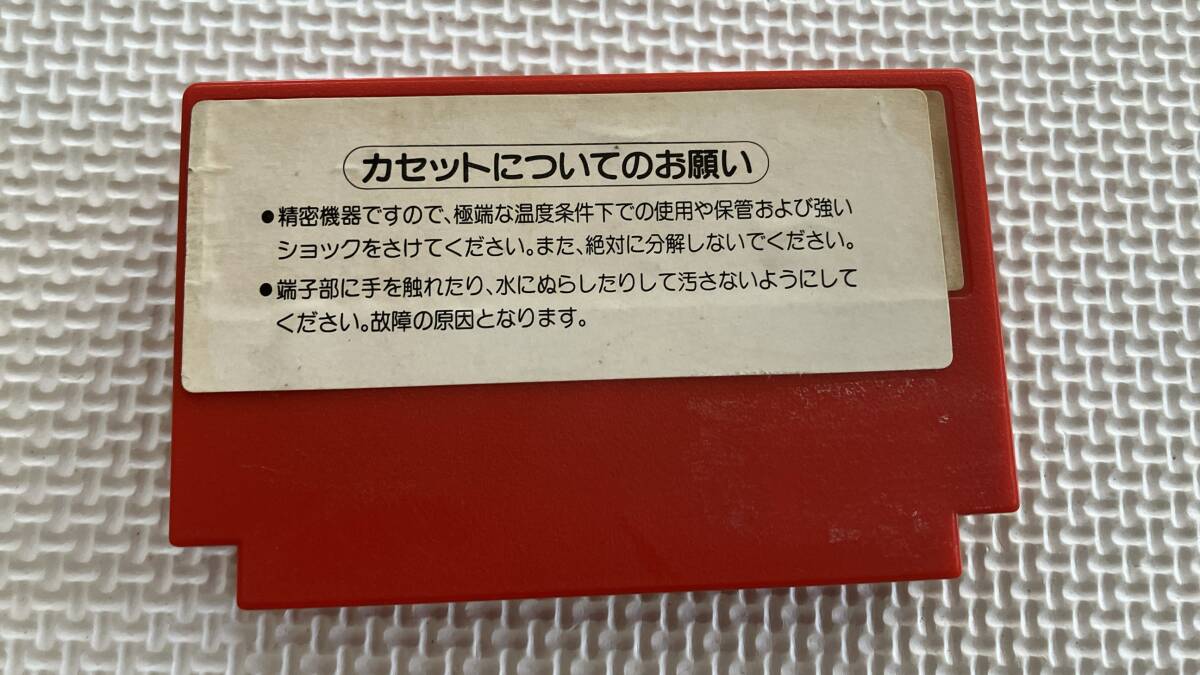 カセットについてのお願い
●精密機器ですので、極端な温度条件下での使用や保管および強い
ショックをさけてください。また、絶対に分解しないでください。
●端子部に手を触れたり、水にぬらしたりして汚さないようにして
ください。故障の原因となります。